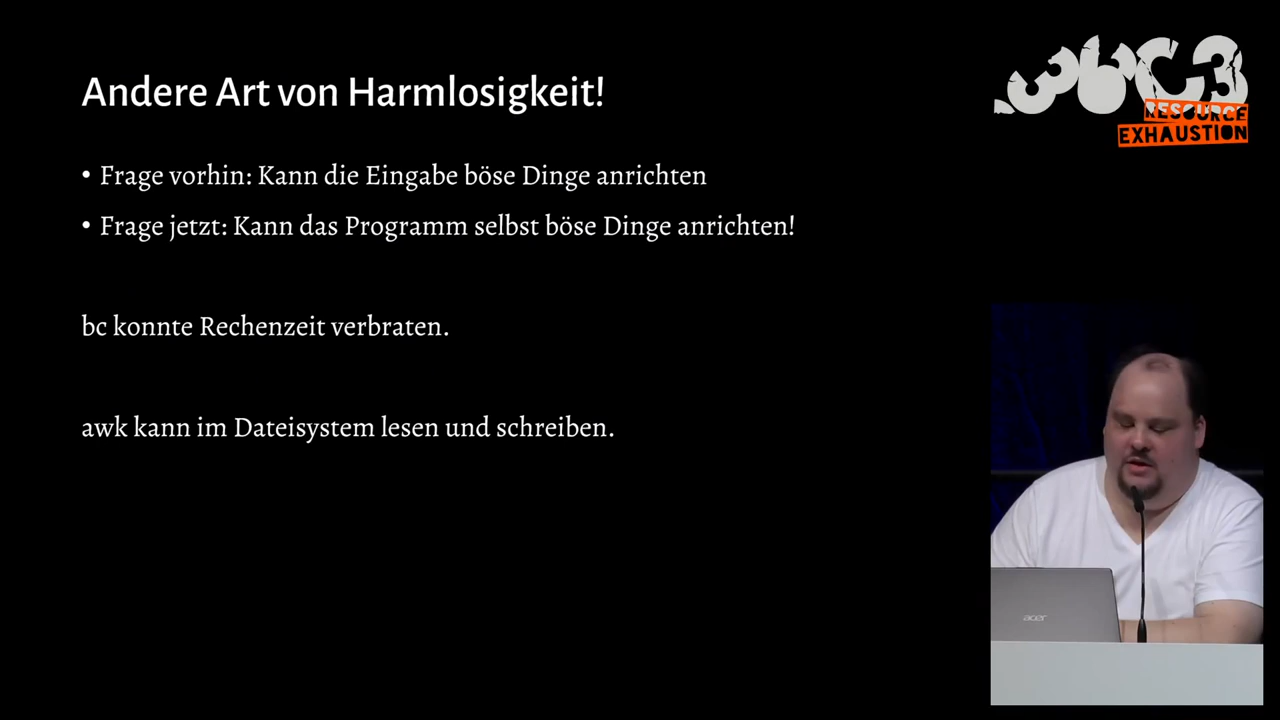 36C3
RESOURCE
EXHAUSTION
Andere Art von Harmlosigkeit!
• Frage vorhin: Kann die Eingabe böse Dinge anrichten
• Frage jetzt: Kann das Programm selbst böse Dinge anrichten!
bc konnte Rechenzeit verbraten.
awk kann im Dateisystem lesen und schreiben.
acer